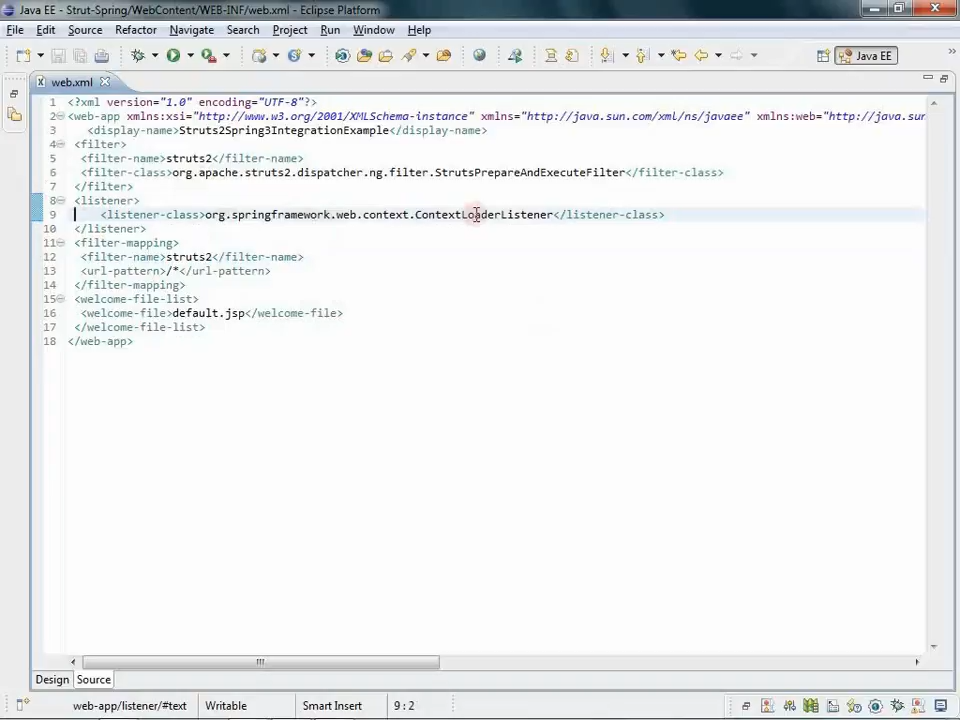 Java EE - Strut-Spring/WebContent/WEB-INF/web.xml - Eclipse Platform
File Edit Source Refactor Navigate Search Project Run Window Help
Java EE
web.xml
1 <?xml version="1.0" encoding="UTF-8"?>
2 <web-app xmlns:xsi="http://www.w3.org/2001/XMLSchema-instance" xmlns="http://java.sun.com/xml/ns/javaee" xmlns:web="http://java.sun
3 <display-name>Struts2Spring3IntegrationExample</display-name>
4 <filter>
5 <filter-name>struts2</filter-name>
6 <filter-class>org.apache.struts2.dispatcher.ng.filter.StrutsPrepareAndExecuteFilter</filter-class>
7 </filter>
8 <listener>
9 <listener-class>org.springframework.web.context.ContextLoaderListener</listener-class>
10 </listener>
11 <filter-mapping>
12 <filter-name>struts2</filter-name>
13 <url-pattern>/*</url-pattern>
14 </filter-mapping>
15 <welcome-file-list>
16 <welcome-file>default.jsp</welcome-file>
17 </welcome-file-list>
18 </web-app>
Design Source
web-app/listener/#text Writable Smart Insert 9 : 2